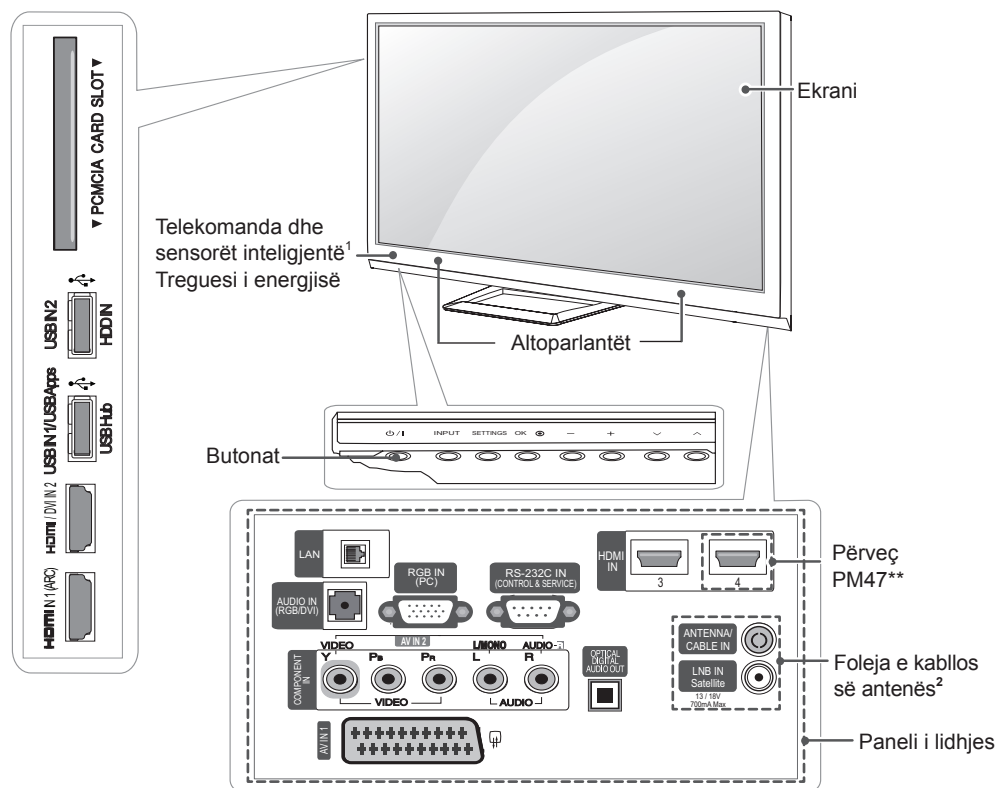 ▼PCMCIA CARD SLOT▼
USB IN 2
HDD IN
USB IN 1/USB Apps
USB Hub
HDMI / DVI IN 2
HDMI IN 1 (ARC)
Ekrani
Telekomanda dhe
sensorët inteligjentë1
Treguesi i energjisë
Altoparlantët
Butonat
⏻/I
INPUT
SETTINGS
OK ⦿
−
+
LAN
AUDIO IN
(RGB/DVI)
RGB IN
(PC)
RS-232C IN
(CONTROL & SERVICE)
HDMI
IN
3
4
Përveç
PM47**
AV IN 2
VIDEO
L/MONO
AUDIO
COMPONENT
IN
Y
PB
PR
L
R
VIDEO
AUDIO
OPTICAL
DIGITAL
AUDIO OUT
ANTENNA/
CABLE IN
LNB IN
Satellite
13 / 18V
700mA Max
Foleja e kabllos
së antenës2
AV IN 1
Paneli i lidhjes